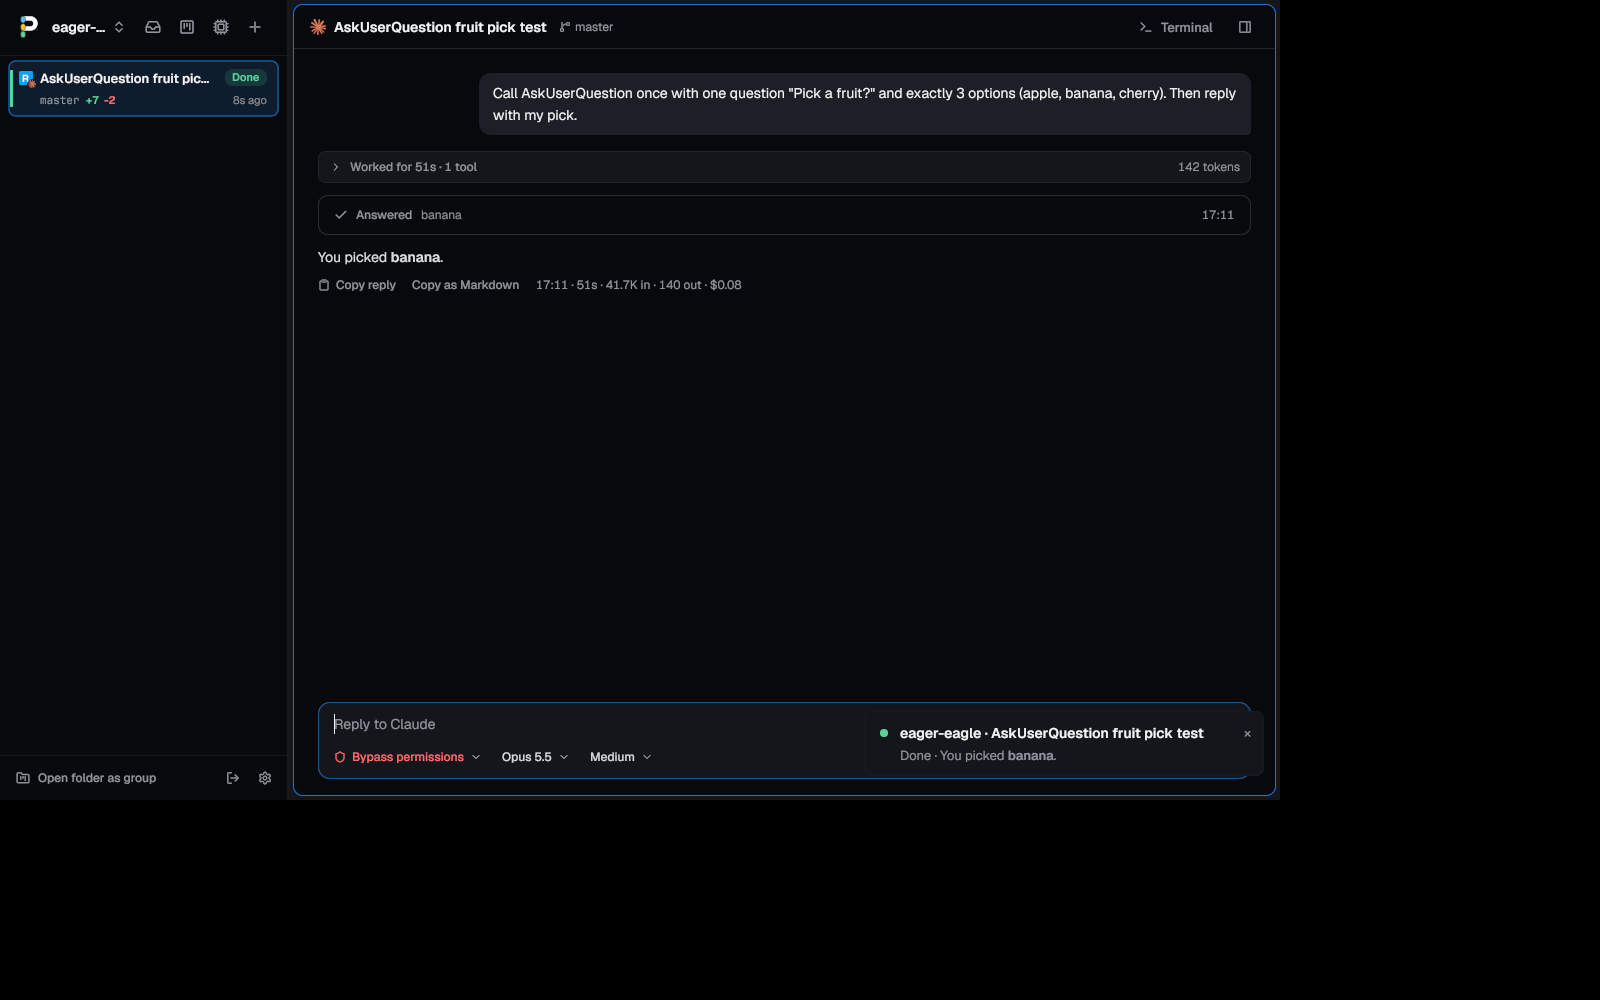 eager-...
AskUserQuestion fruit pic...
Done
master +7 -2
8s ago
Open folder as group
AskUserQuestion fruit pick test
master
Terminal
Call AskUserQuestion once with one question "Pick a fruit?" and exactly 3 options (apple, banana, cherry). Then reply
with my pick.
Worked for 51s · 1 tool
142 tokens
Answered banana
17:11
You picked banana.
Copy reply
Copy as Markdown
17:11 · 51s · 41.7K in · 140 out · $0.08
Reply to Claude
Bypass permissions
Opus 5.5
Medium
eager-eagle · AskUserQuestion fruit pick test
×
Done · You picked banana.